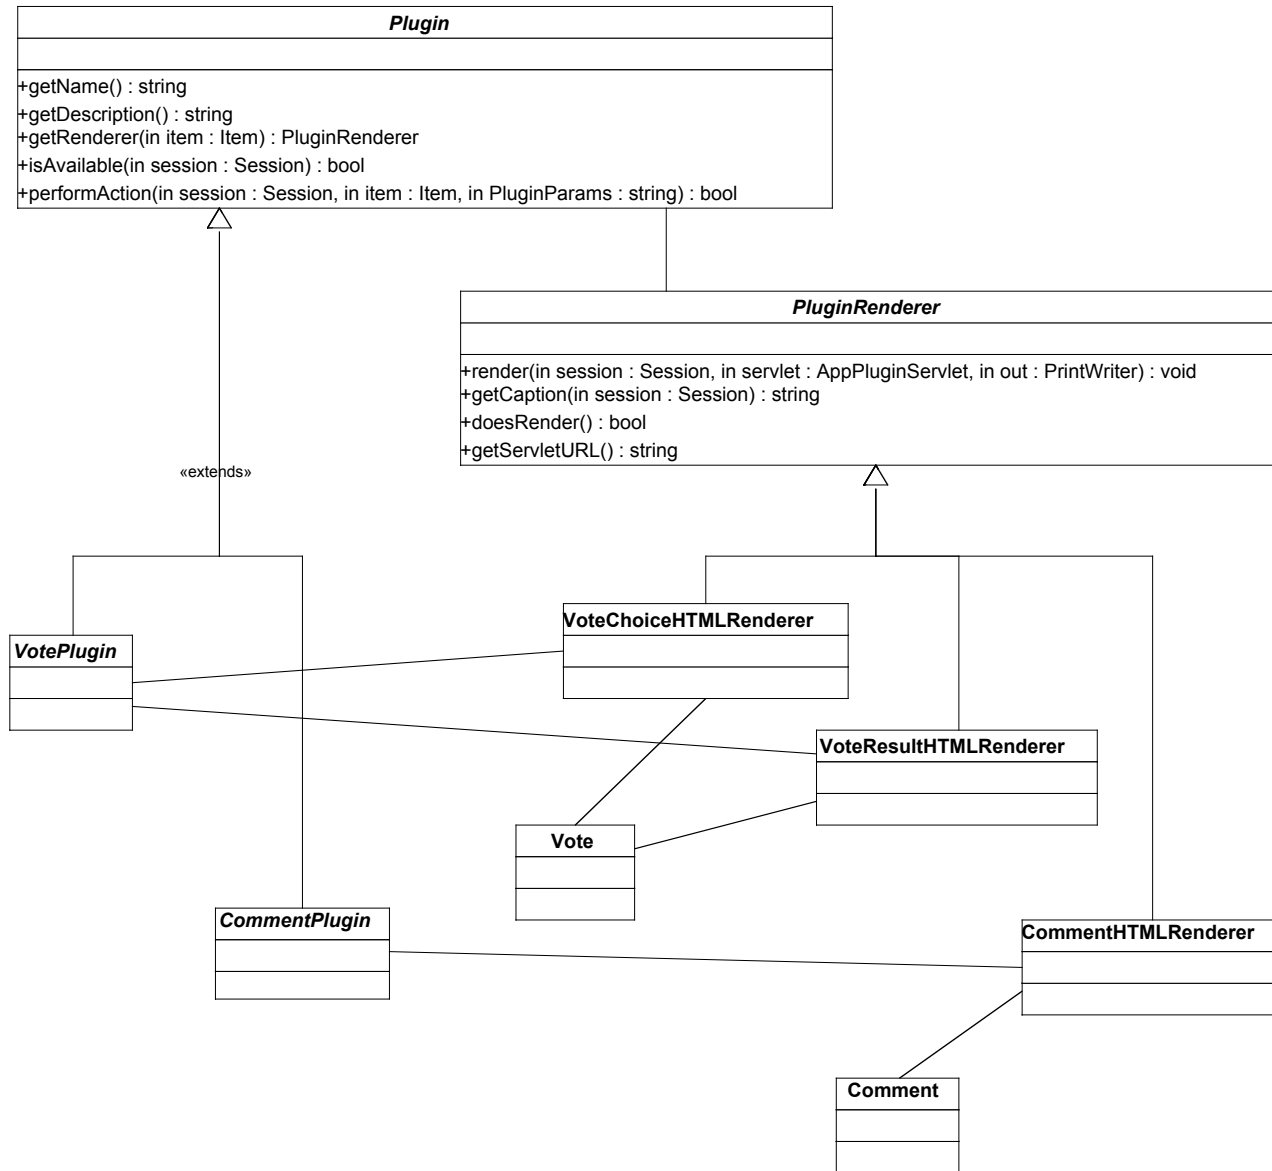 Plugin
+getName() : string
+getDescription() : string
+getRenderer(in item : Item) : PluginRenderer
+isAvailable(in session : Session) : bool
+performAction(in session : Session, in item : Item, in PluginParams : string) : bool
PluginRenderer
+render(in session : Session, in servlet : AppPluginServlet, in out : PrintWriter) : void
+getCaption(in session : Session) : string
+doesRender() : bool
+getServletURL() : string
«extends»
VoteChoiceHTMLRenderer
VotePlugin
VoteResultHTMLRenderer
Vote
CommentPlugin
CommentHTMLRenderer
Comment